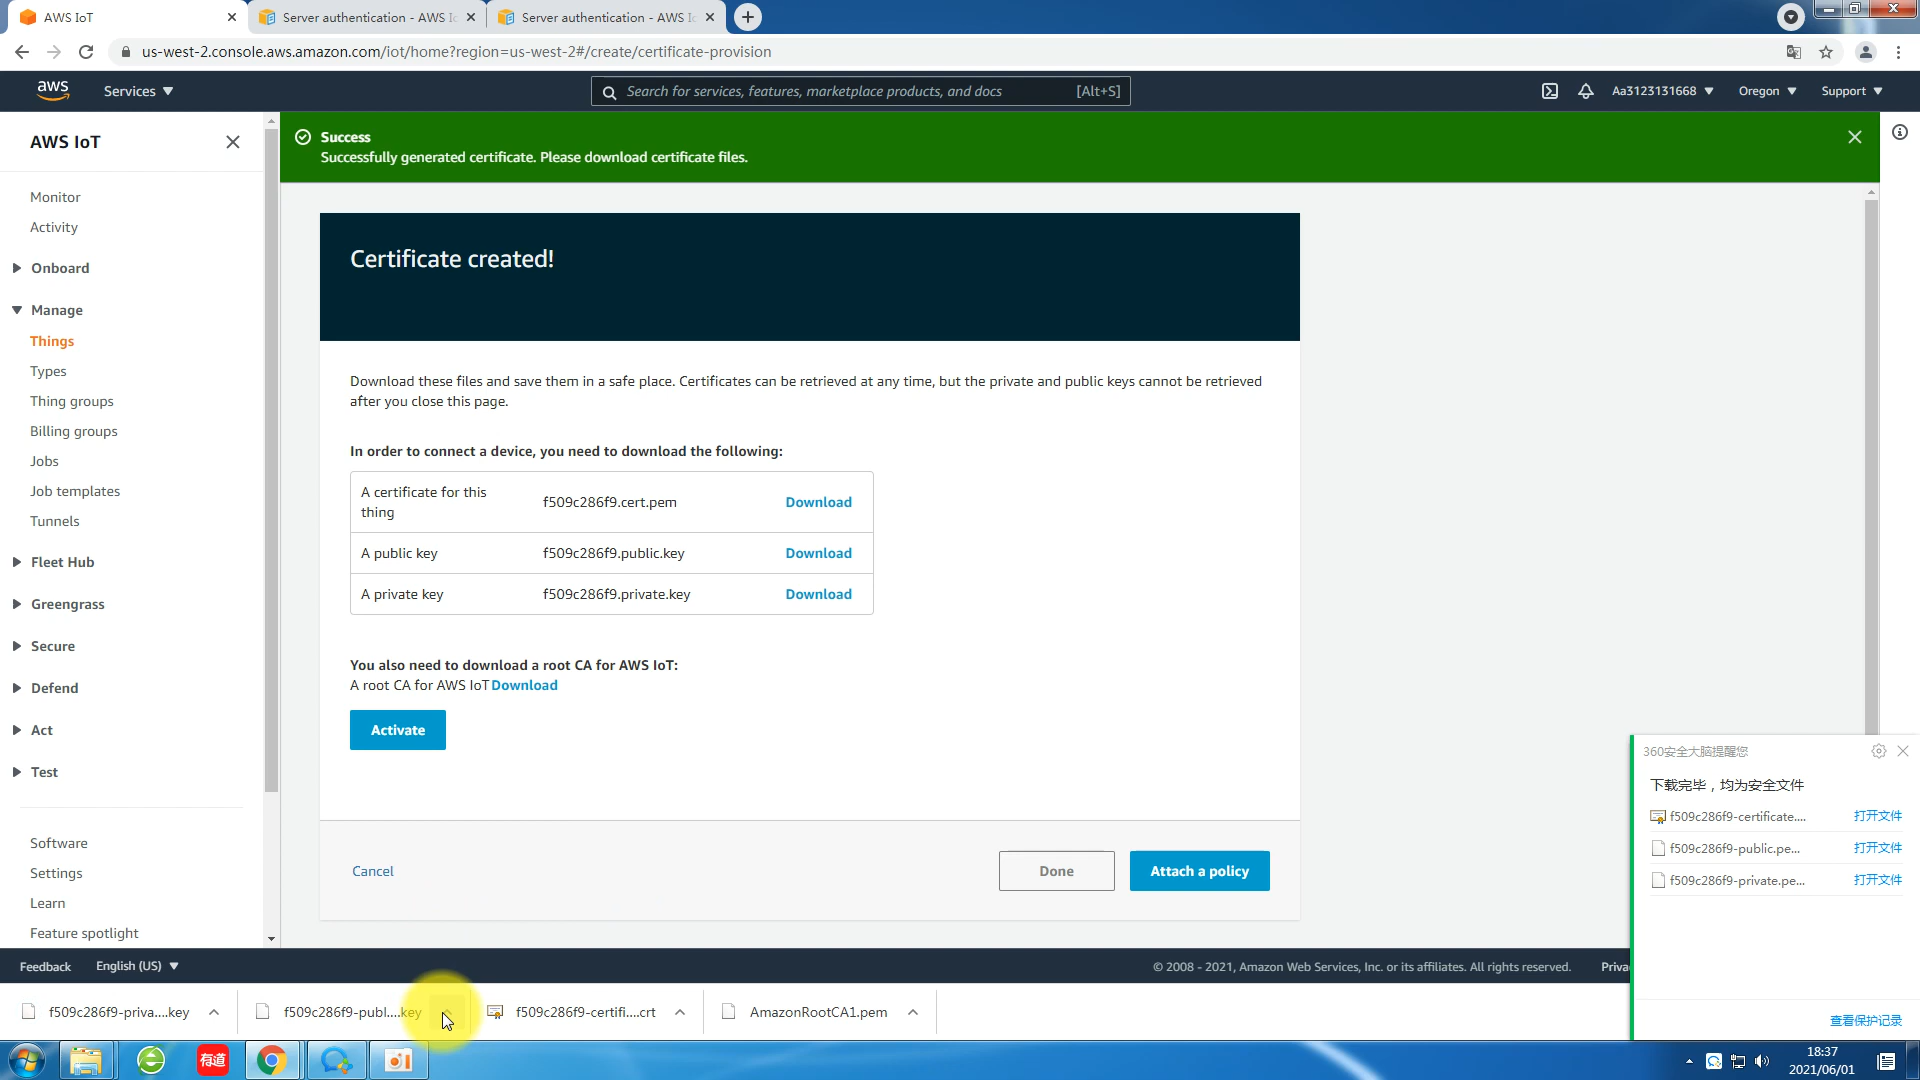 AWS IoT
Server authentication - AWS Io
Server authentication - AWS Io
us-west-2.console.aws.amazon.com/iot/home?region=us-west-2#/create/certificate-provision
aws
Services
Search for services, features, marketplace products, and docs
[Alt+S]
Aa3123131668
Oregon
Support
AWS IoT
Monitor
Activity
Onboard
Manage
Things
Types
Thing groups
Billing groups
Jobs
Job templates
Tunnels
Fleet Hub
Greengrass
Secure
Defend
Act
Test
Software
Settings
Learn
Feature spotlight
Success
Successfully generated certificate. Please download certificate files.
Certificate created!
Download these files and save them in a safe place. Certificates can be retrieved at any time, but the private and public keys cannot be retrieved
after you close this page.
In order to connect a device, you need to download the following:
A certificate for this
thing
f509c286f9.cert.pem
Download
A public key
f509c286f9.public.key
Download
A private key
f509c286f9.private.key
Download
You also need to download a root CA for AWS IoT:
A root CA for AWS IoT Download
Activate
Cancel
Done
Attach a policy
360安全大脑提醒您
下载完毕，均为安全文件
f509c286f9-certificate....
打开文件
f509c286f9-public.pe...
打开文件
f509c286f9-private.pe...
打开文件
查看保护记录
Feedback
English (US)
© 2008 - 2021, Amazon Web Services, Inc. or its affiliates. All rights reserved.
Priva
f509c286f9-priva....key
f509c286f9-publ....key
f509c286f9-certifi....crt
AmazonRootCA1.pem
有道
18:37
2021/06/01